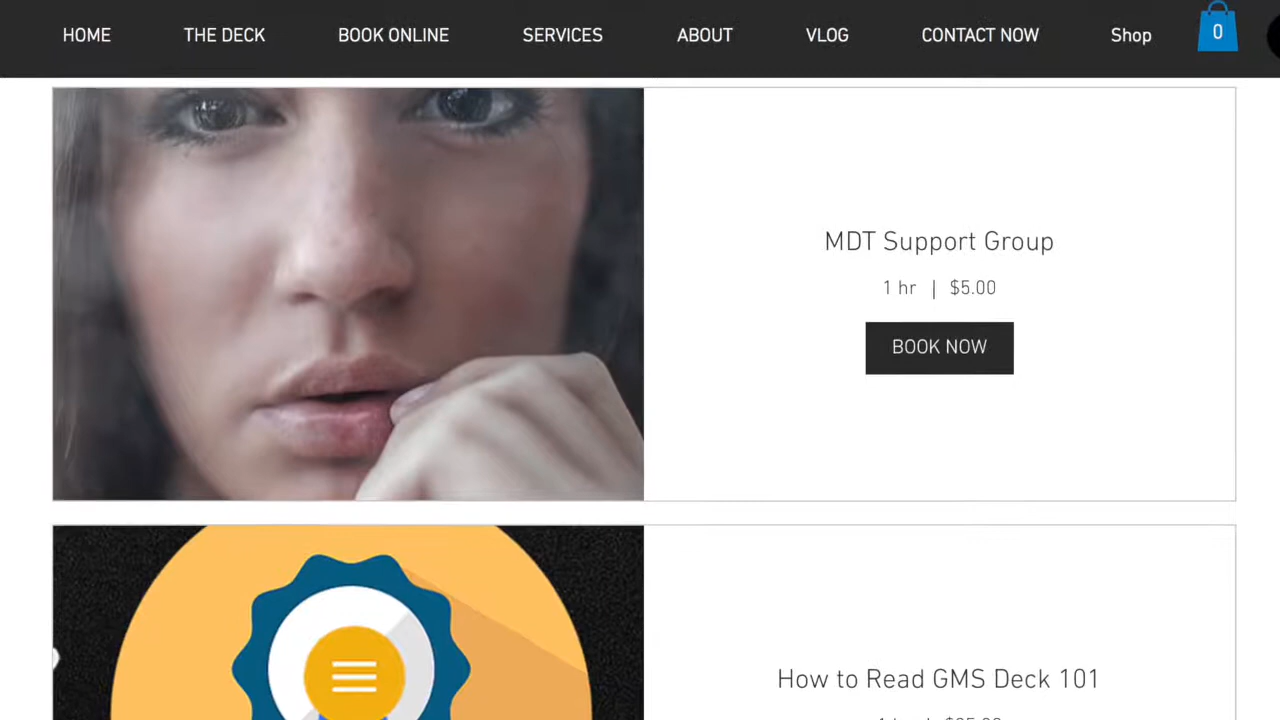 HOME THE DECK BOOK ONLINE SERVICES ABOUT VLOG CONTACT NOW Shop 0
MDT Support Group
1 hr | $5.00
BOOK NOW
How to Read GMS Deck 101